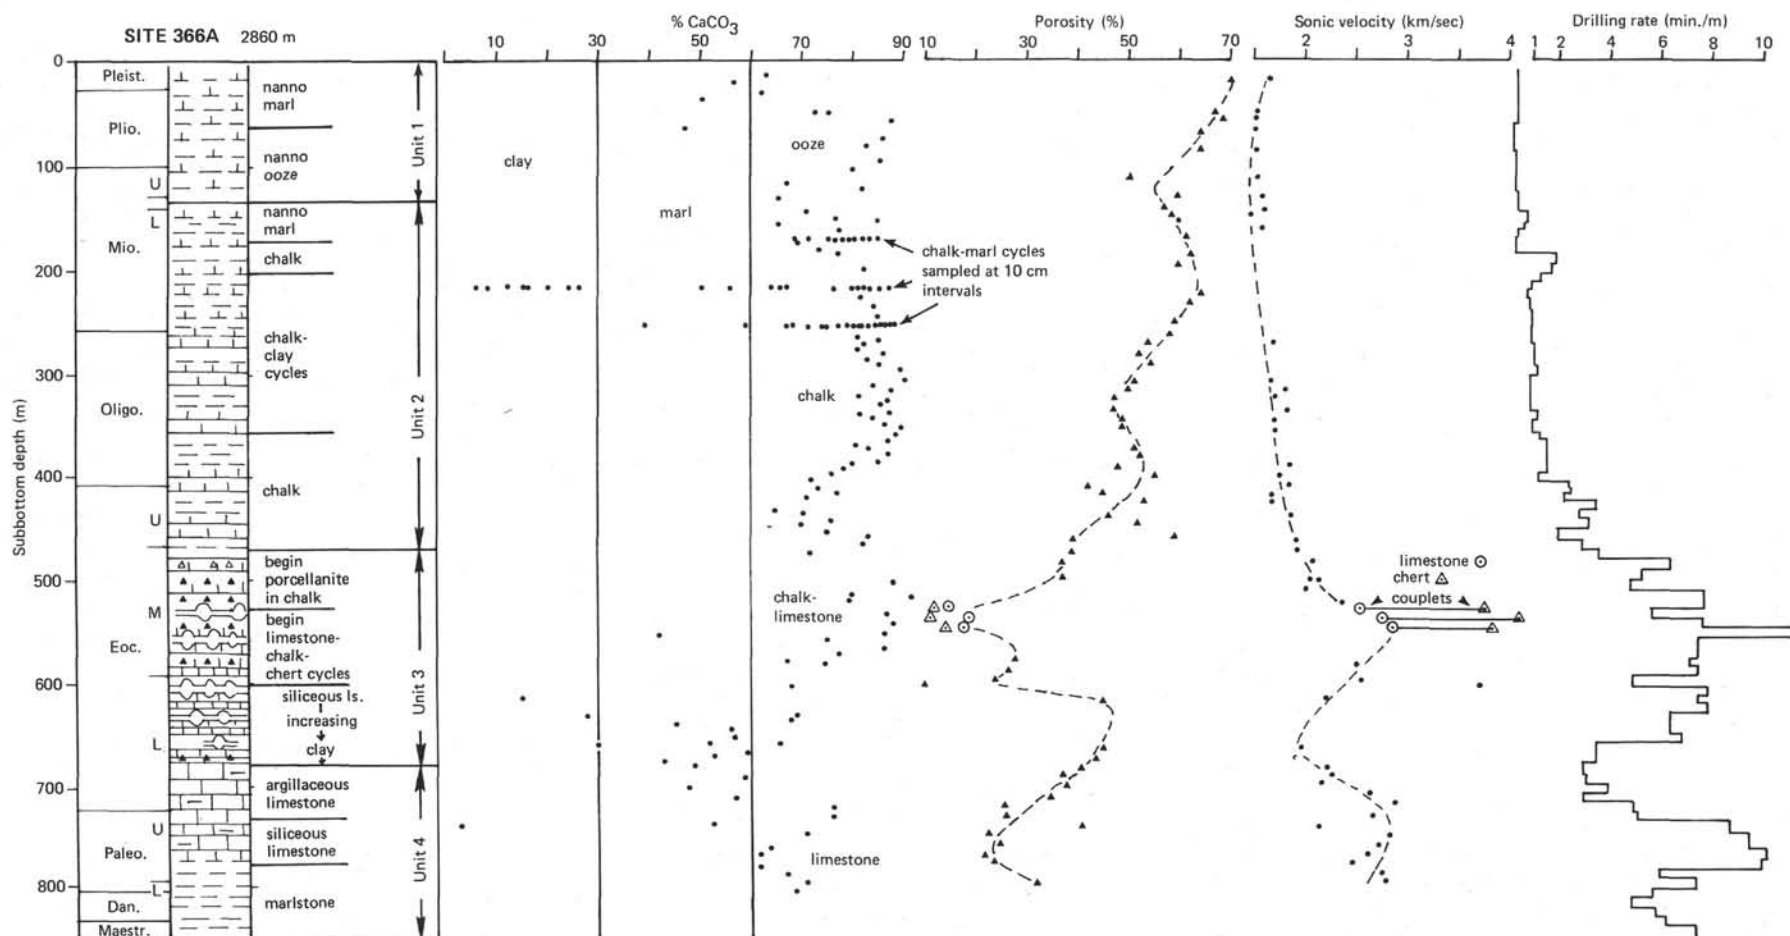 SITE 366A 2860 m
% CaCO3
Porosity (%)
Sonic velocity (km/sec)
Drilling rate (min./m)
10 30 50 70 90
10 30 50 70
2 3 4
1 2 4 6 8 10
Subbottom depth (m)
0
100
200
300
400
500
600
700
800
Pleist.
Plio.
U
L
Mio.
Oligo.
U
M
Eoc.
L
U
Paleo.
L
Dan.
Maestr.
nanno
marl
nanno
ooze
nanno
marl
chalk
chalk-
clay
cycles
chalk
begin
porcellanite
in chalk
begin
limestone-
chalk-
chert cycles
siliceous ls.
increasing
clay
argillaceous
limestone
siliceous
limestone
marlstone
Unit 1
Unit 2
Unit 3
Unit 4
clay
marl
ooze
chalk-marl cycles
sampled at 10 cm
intervals
chalk
chalk-
limestone
limestone
limestone
chert
couplets